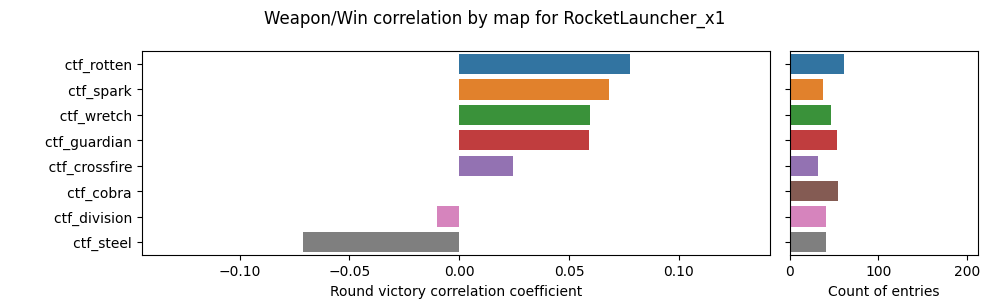 Weapon/Win correlation by map for RocketLauncher_x1
ctf_rotten
ctf_spark
ctf_wretch
ctf_guardian
ctf_crossfire
ctf_cobra
ctf_division
ctf_steel
−0.10 −0.05 0.00 0.05 0.10
Round victory correlation coefficient
0 100 200
Count of entries